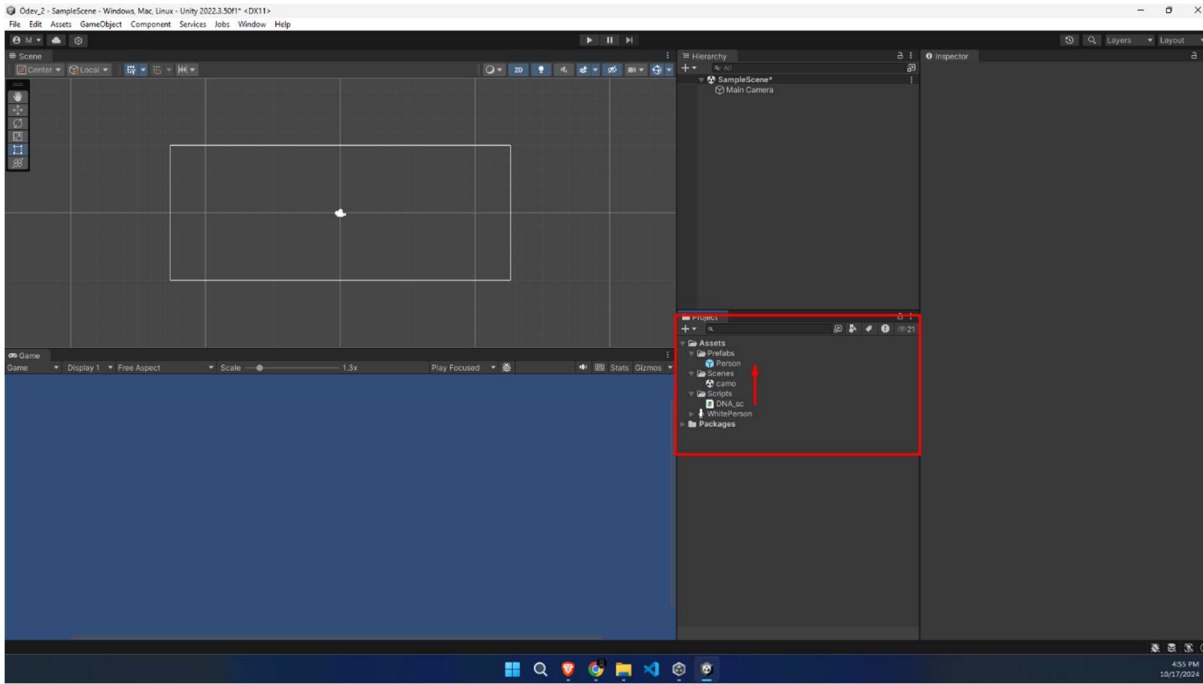 Ödev_2 - SampleScene - Windows, Mac, Linux - Unity 2022.3.50f1* <DX11>
File Edit Assets GameObject Component Services Jobs Window Help
M
Layers Layout
Scene
Center Local 2D
Hierarchy
All
SampleScene*
Main Camera
Inspector
Project
21
Assets
Prefabs
Person
Scenes
camo
Scripts
DNA_sc
WhitePerson
Packages
Game
Game Display 1 Free Aspect Scale 1.3x Play Focused Stats Gizmos
4:55 PM
10/17/2024